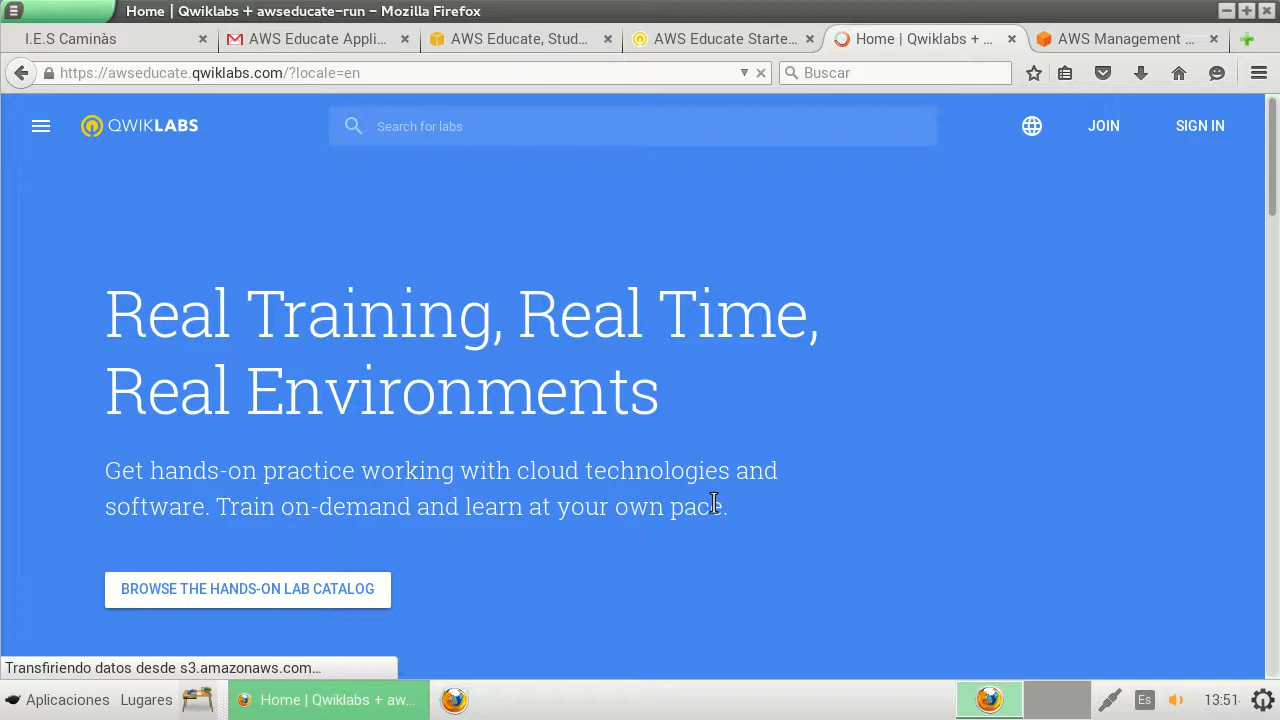 Home | Qwiklabs + awseducate-run - Mozilla Firefox
I.E.S Caminàs
AWS Educate Appli...
AWS Educate, Stud...
AWS Educate Starte...
Home | Qwiklabs + ...
AWS Management ...
https://awseducate.qwiklabs.com/?locale=en
Buscar
QWIKLABS
Search for labs
JOIN
SIGN IN
Real Training, Real Time,
Real Environments
Get hands-on practice working with cloud technologies and
software. Train on-demand and learn at your own pace.
BROWSE THE HANDS-ON LAB CATALOG
Transfiriendo datos desde s3.amazonaws.com...
Aplicaciones
Lugares
Home | Qwiklabs + aw...
Es
13:51